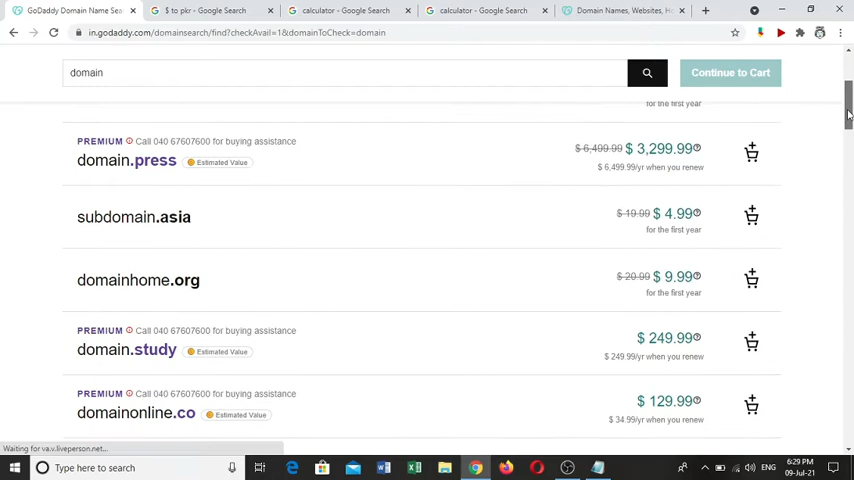 GoDaddy Domain Name Sea
$ to pkr - Google Search
calculator - Google Search
calculator - Google Search
Domain Names, Websites, Ho
in.godaddy.com/domainsearch/find?checkAvail=1&domainToCheck=domain
domain
Continue to Cart
for the first year
PREMIUM Call 040 67607600 for buying assistance
domain.press Estimated Value
$ 6,499.99 $ 3,299.99
$ 6,499.99/yr when you renew
subdomain.asia
$ 19.99 $ 4.99
for the first year
domainhome.org
$ 20.99 $ 9.99
for the first year
PREMIUM Call 040 67607600 for buying assistance
domain.study Estimated Value
$ 249.99
$ 249.99/yr when you renew
PREMIUM Call 040 67607600 for buying assistance
domainonline.co Estimated Value
$ 129.99
$ 34.99/yr when you renew
Waiting for va.v.liveperson.net...
Type here to search
ENG
6:29 PM
09-Jul-21